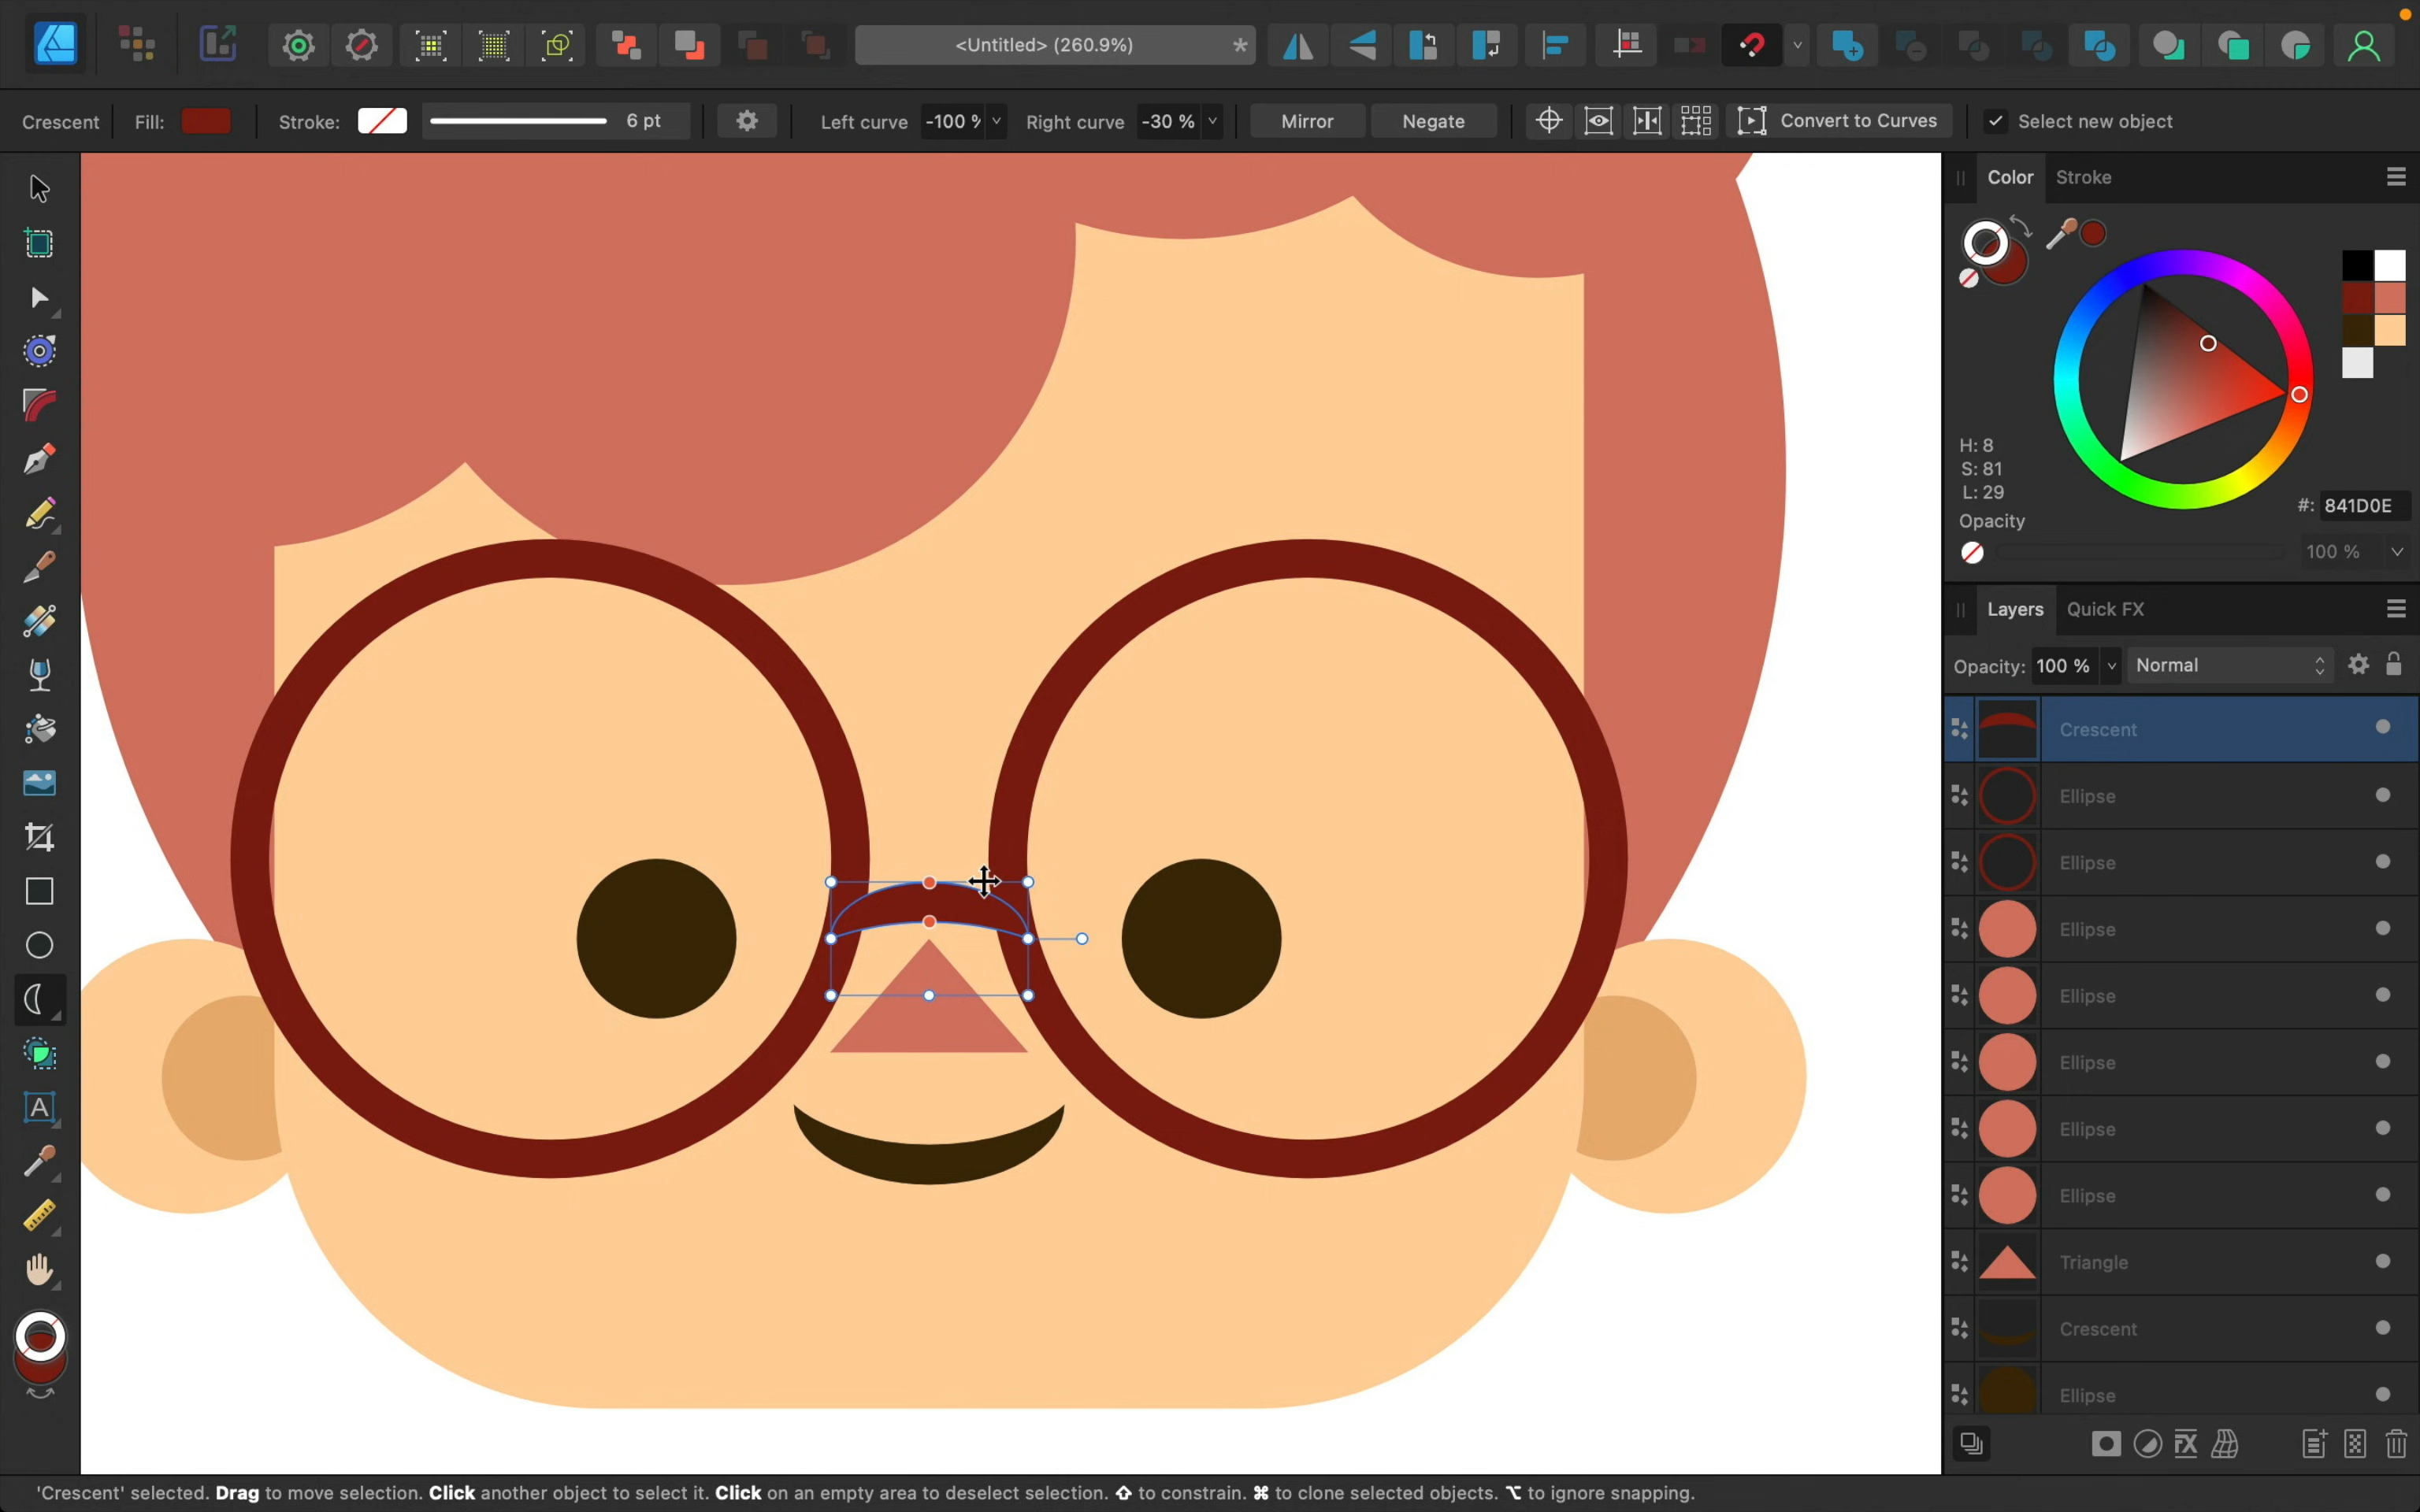 <Untitled> (260.9%)
*
Crescent
Fill:
Stroke:
6 pt
Left curve
-100 %
Right curve
-30 %
Mirror
Negate
Convert to Curves
Select new object
Color
Stroke
H: 8
S: 81
L: 29
#: 841D0E
Opacity
100 %
Layers
Quick FX
Opacity: 100 %
Normal
Crescent
Ellipse
Ellipse
Ellipse
Ellipse
Ellipse
Ellipse
Ellipse
Triangle
Crescent
Ellipse
A
FX
'Crescent' selected. Drag to move selection. Click another object to select it. Click on an empty area to deselect selection. ⇧ to constrain. ⌘ to clone selected objects. ⌥ to ignore snapping.